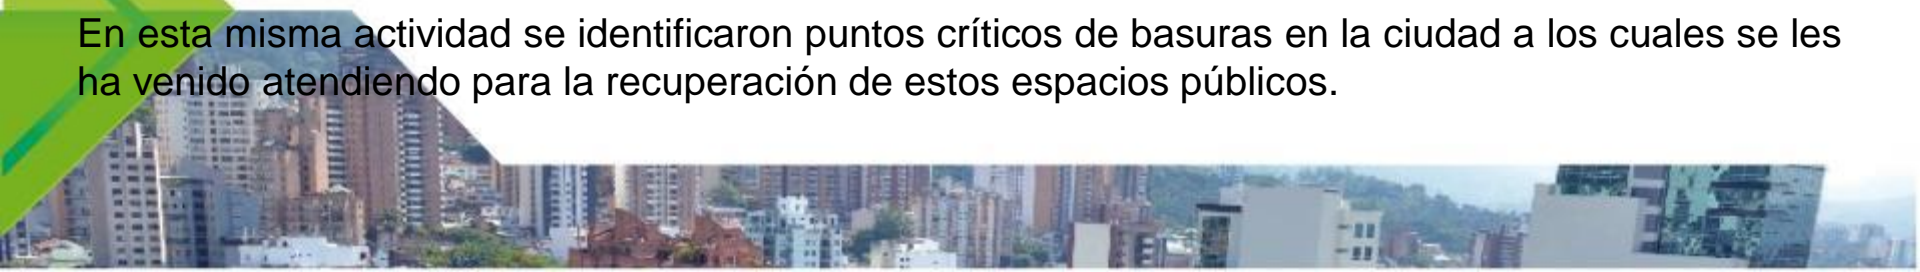 En esta misma actividad se identificaron puntos críticos de basuras en la ciudad a los cuales se les
ha venido atendiendo para la recuperación de estos espacios públicos.